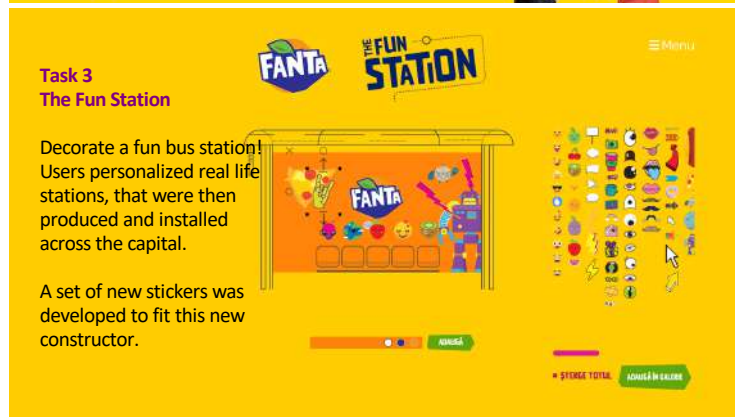 FANTA
THE FUN
STATION
Menu
Task 3
The Fun Station
Decorate a fun bus station!
Users personalized real life
stations, that were then
produced and installed
across the capital.
A set of new stickers was
developed to fit this new
constructor.
FANTA
ADAUGĂ
ȘTERGE TOTUL
ADAUGĂ ÎN GALERIE